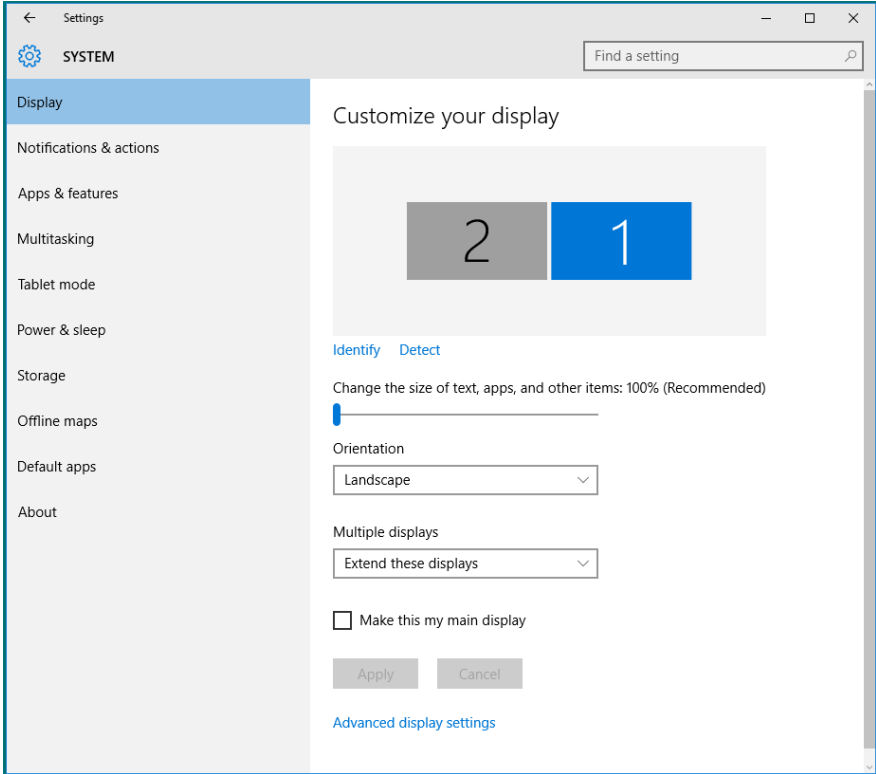 Settings
SYSTEM
Find a setting
Display
Notifications & actions
Apps & features
Multitasking
Tablet mode
Power & sleep
Storage
Offline maps
Default apps
About
Customize your display
2 1
Identify Detect
Change the size of text, apps, and other items: 100% (Recommended)
Orientation
Landscape
Multiple displays
Extend these displays
Make this my main display
Apply Cancel
Advanced display settings